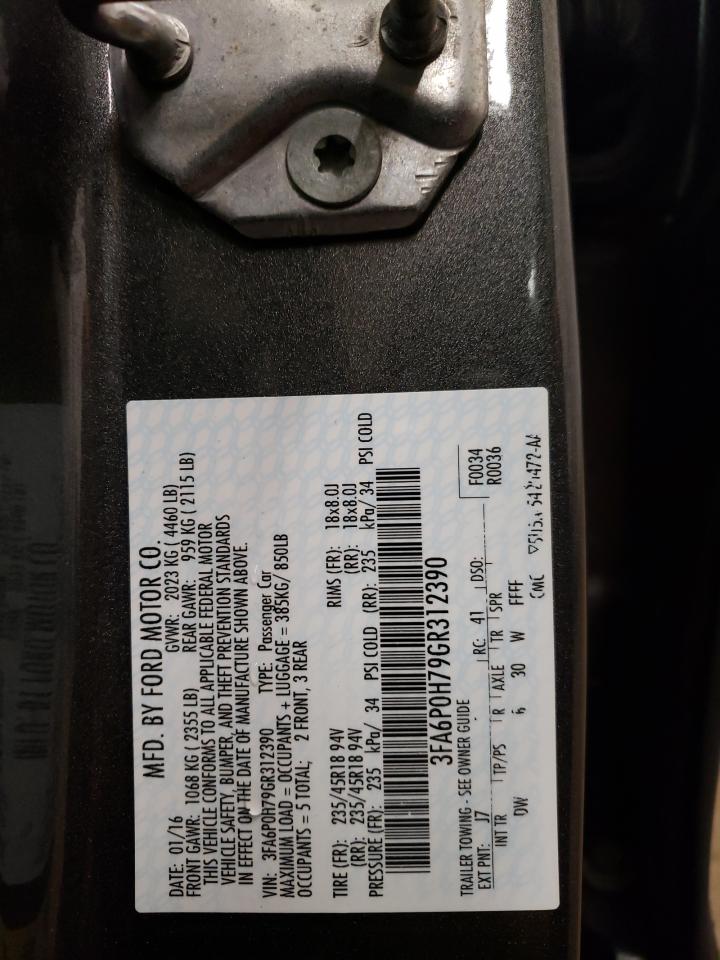 MFD. BY FORD MOTOR CO.
DATE: 01/16 GVWR: 2023 KG ( 4460 LB)
FRONT GAWR: 1068 KG ( 2355 LB) REAR GAWR: 959 KG ( 2115 LB)
THIS VEHICLE CONFORMS TO ALL APPLICABLE FEDERAL MOTOR
VEHICLE SAFETY, BUMPER, AND THEFT PREVENTION STANDARDS
IN EFFECT ON THE DATE OF MANUFACTURE SHOWN ABOVE.
VIN: 3FA6P0H79GR312390 TYPE: Passenger Car
MAXIMUM LOAD = OCCUPANTS + LUGGAGE = 385KG/ 850LB
OCCUPANTS = 5 TOTAL; 2 FRONT, 3 REAR
TIRE (FR): 235/45R18 94V RIMS (FR): 18x8.0J
(RR): 235/45R18 94V (RR): 18x8.0J
PRESSURE (FR): 235 kPa/ 34 PSI COLD (RR): 235 kPa/ 34 PSI COLD
3FA6P0H79GR312390
TRAILER TOWING - SEE OWNER GUIDE F0034
EXT PNT: J7 RC: 41 DSO: R0036
INT TR TP/PS R AXLE TR SPR
DW 6 30 W FFFF